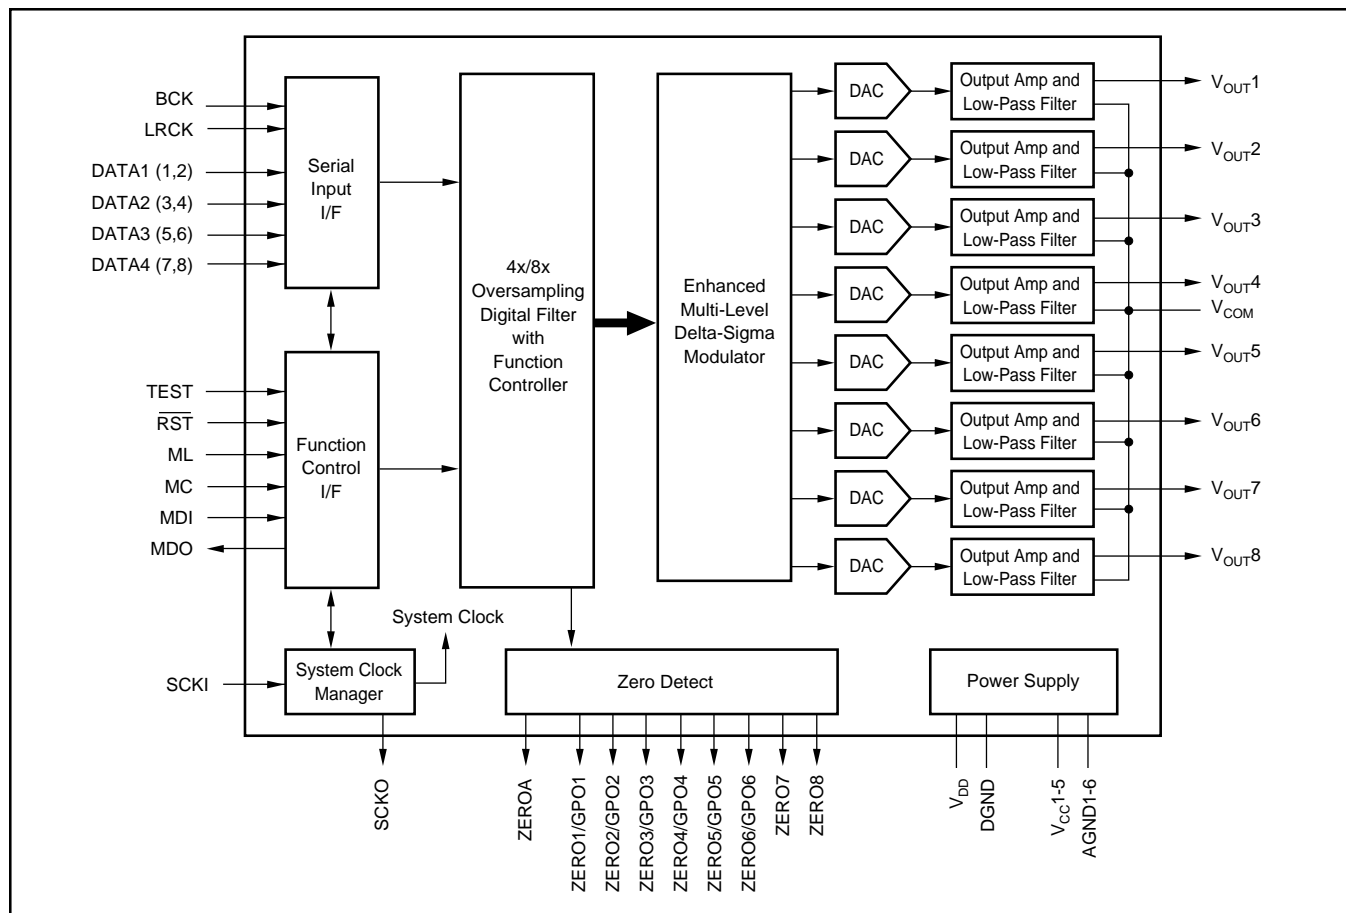 BCK
LRCK
DATA1 (1,2)
DATA2 (3,4)
DATA3 (5,6)
DATA4 (7,8)
Serial
Input
I/F
TEST
RST
ML
MC
MDI
MDO
Function
Control
I/F
SCKI
System Clock
Manager
System Clock
SCKO
4x/8x
Oversampling
Digital Filter
with
Function
Controller
Enhanced
Multi-Level
Delta-Sigma
Modulator
DAC
Output Amp and
Low-Pass Filter
VOUT1
DAC
Output Amp and
Low-Pass Filter
VOUT2
DAC
Output Amp and
Low-Pass Filter
VOUT3
DAC
Output Amp and
Low-Pass Filter
VOUT4
VCOM
DAC
Output Amp and
Low-Pass Filter
VOUT5
DAC
Output Amp and
Low-Pass Filter
VOUT6
DAC
Output Amp and
Low-Pass Filter
VOUT7
DAC
Output Amp and
Low-Pass Filter
VOUT8
Zero Detect
ZEROA
ZERO1/GPO1
ZERO2/GPO2
ZERO3/GPO3
ZERO4/GPO4
ZERO5/GPO5
ZERO6/GPO6
ZERO7
ZERO8
Power Supply
VDD
DGND
VCC1-5
AGND1-6